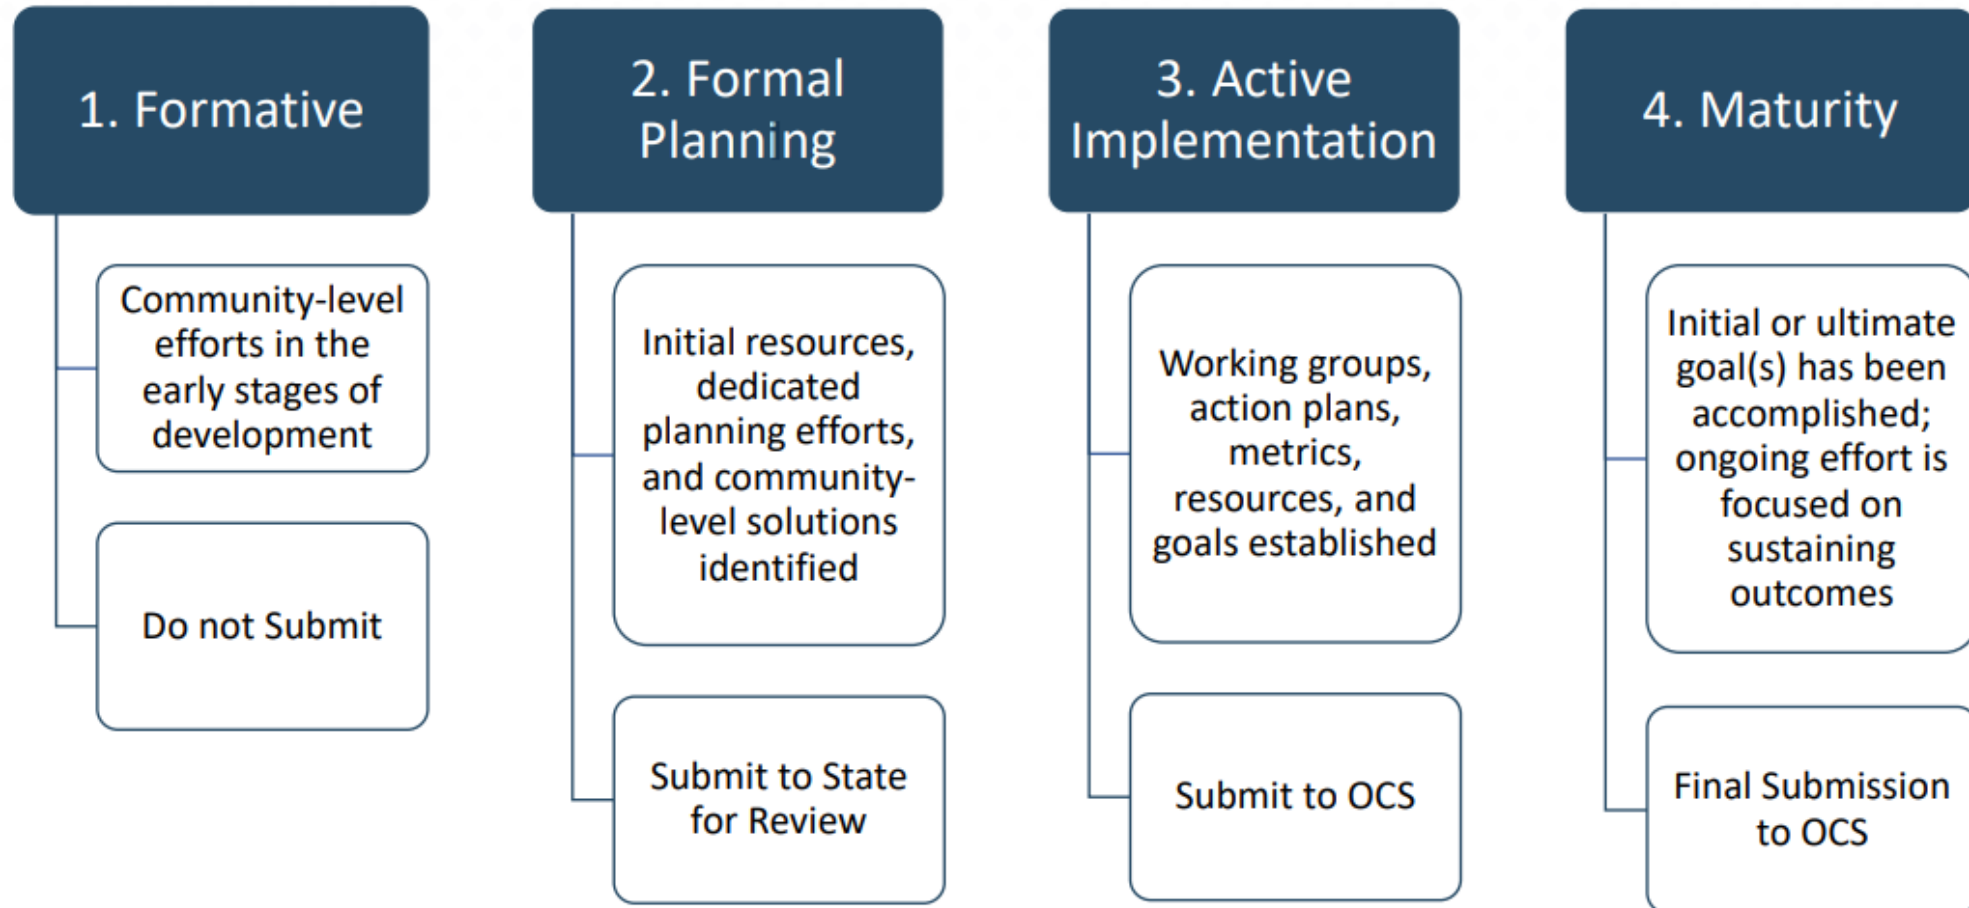 1. Formative
Community-level
efforts in the
early stages of
development
Do not Submit
2. Formal
Planning
Initial resources,
dedicated
planning efforts,
and community-
level solutions
identified
Submit to State
for Review
3. Active
Implementation
Working groups,
action plans,
metrics,
resources, and
goals established
Submit to OCS
4. Maturity
Initial or ultimate
goal(s) has been
accomplished;
ongoing effort is
focused on
sustaining
outcomes
Final Submission
to OCS